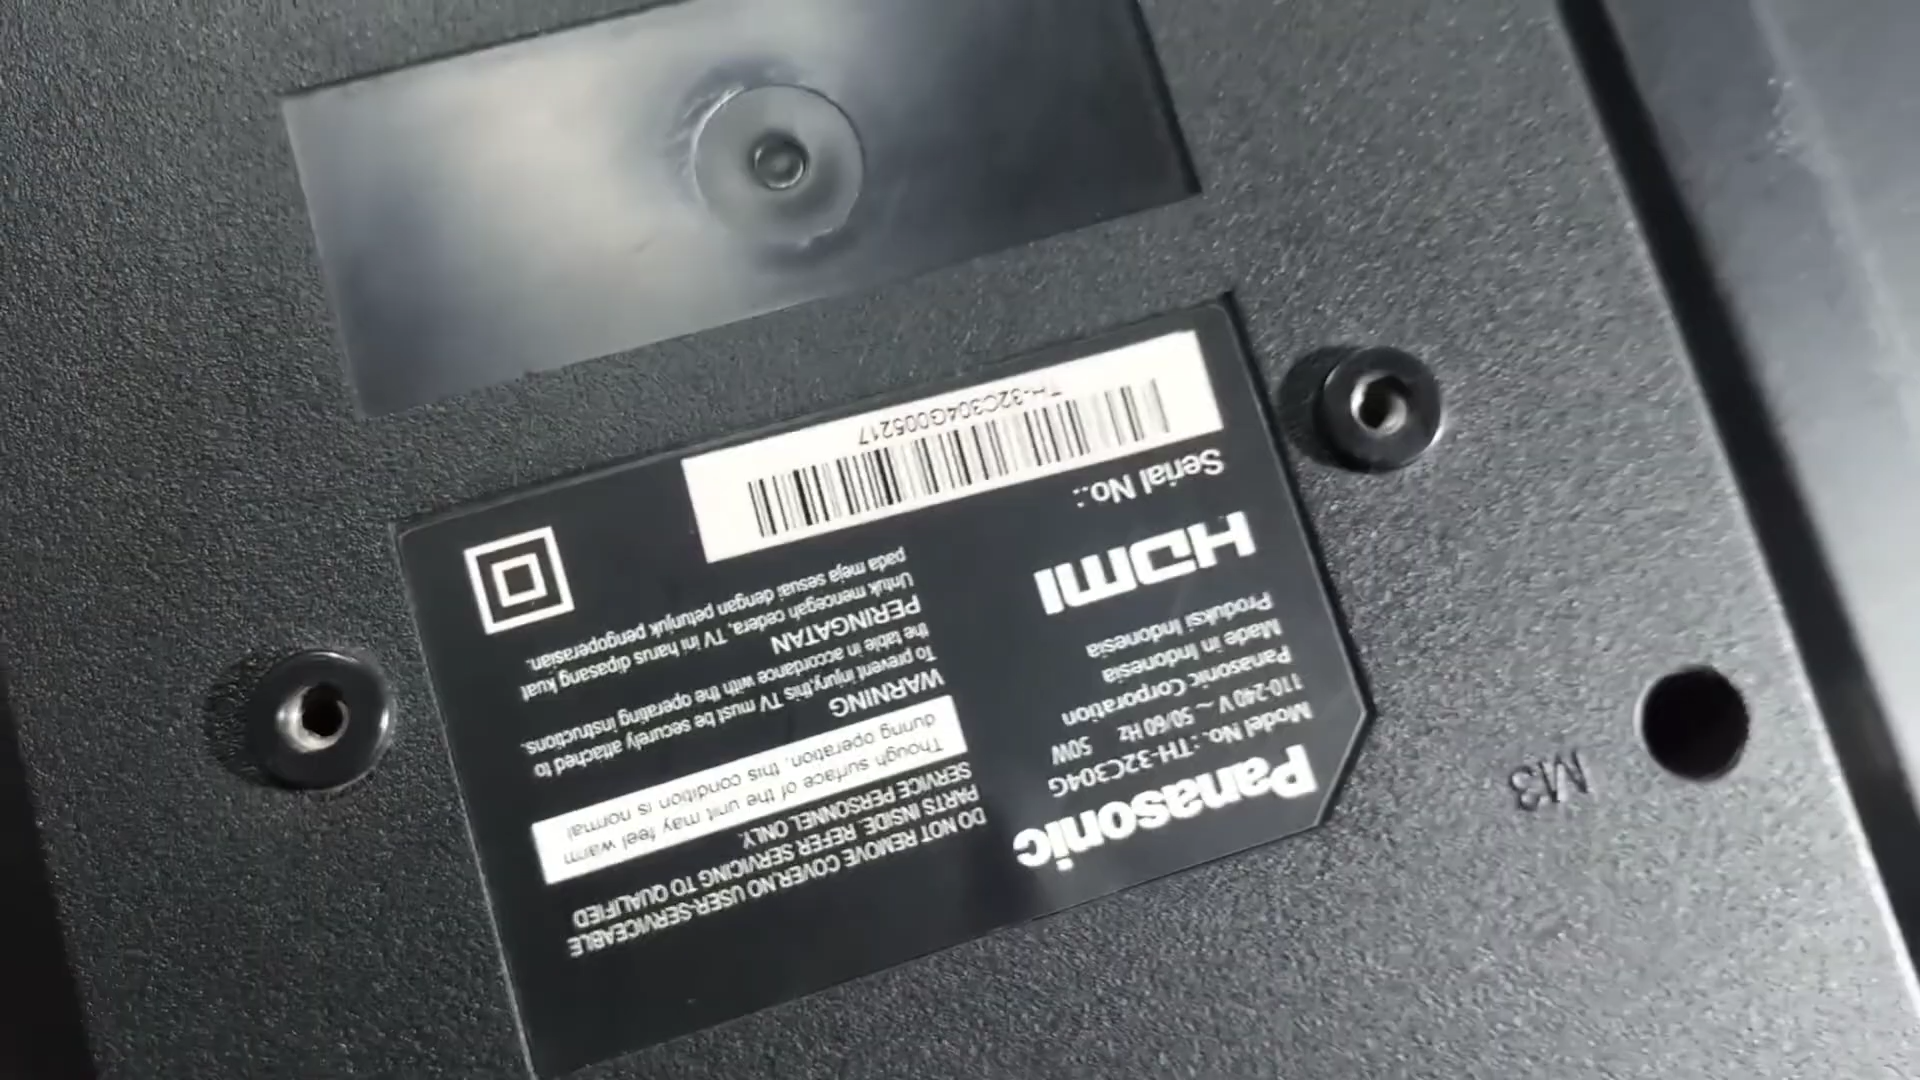 Panasonic
Model No.: TH-32C304G
110-240 V ~ 50/60 Hz 50W
Panasonic Corporation
Made in Indonesia
Produksi Indonesia
HDMI
Serial No.:
TH-32C304G005217
DO NOT REMOVE COVER.NO USER-SERVICEABLE
PARTS INSIDE. REFER SERVICING TO QUALIFIED
SERVICE PERSONNEL ONLY.
Though surface of the unit may feel warm
during operation, this condition is normal
WARNING
To prevent injury,this TV must be securely attached to
the table in accordance with the operating instructions.
PERINGATAN
Untuk mencegah cedera, TV ini harus dipasang kuat
pada meja sesuai dengan petunjuk pengoperasian.
M3